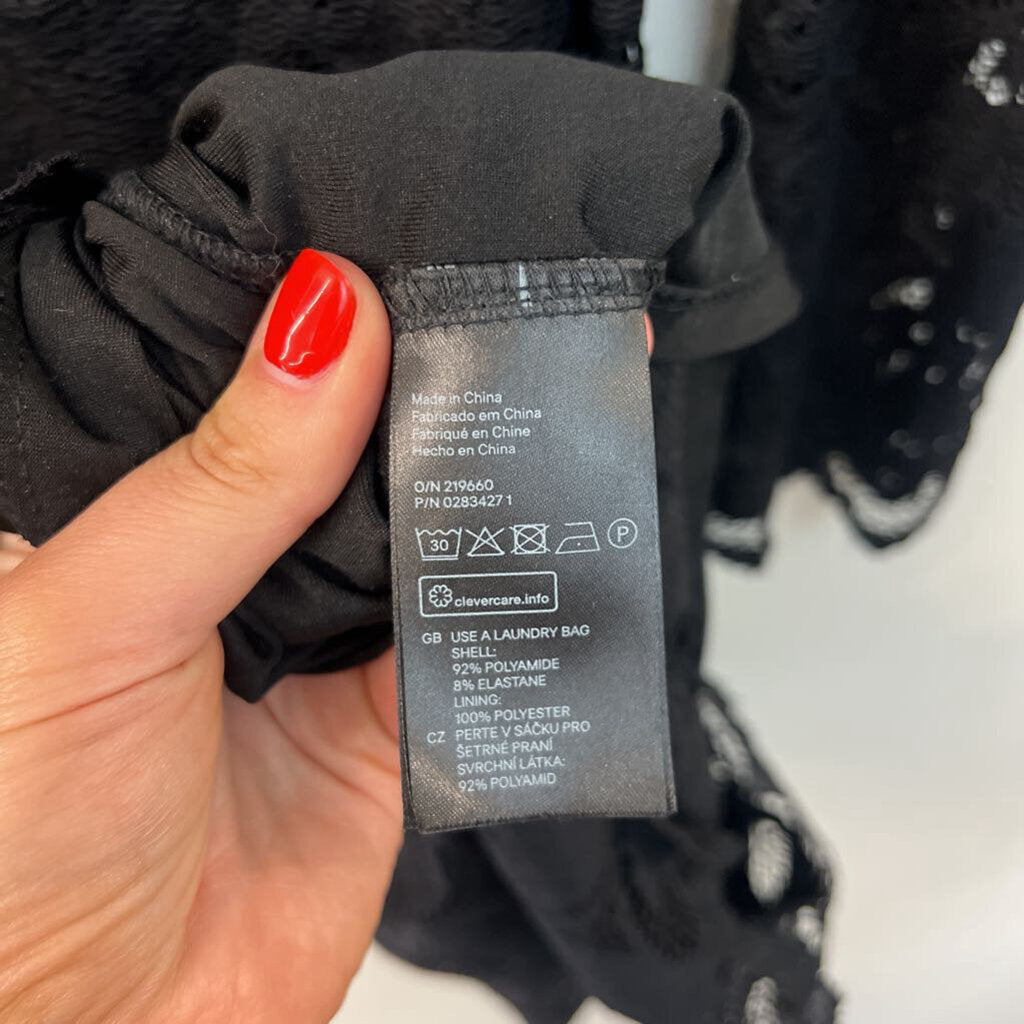 Made in China
Fabricado em China
Fabriqué en Chine
Hecho en China
O/N 219660
P/N 0283427 1
30 P
clevercare.info
GB USE A LAUNDRY BAG
SHELL:
92% POLYAMIDE
8% ELASTANE
LINING:
100% POLYESTER
CZ PERTE V SÁČKU PRO
ŠETRNÉ PRANÍ
SVRCHNÍ LÁTKA:
92% POLYAMID